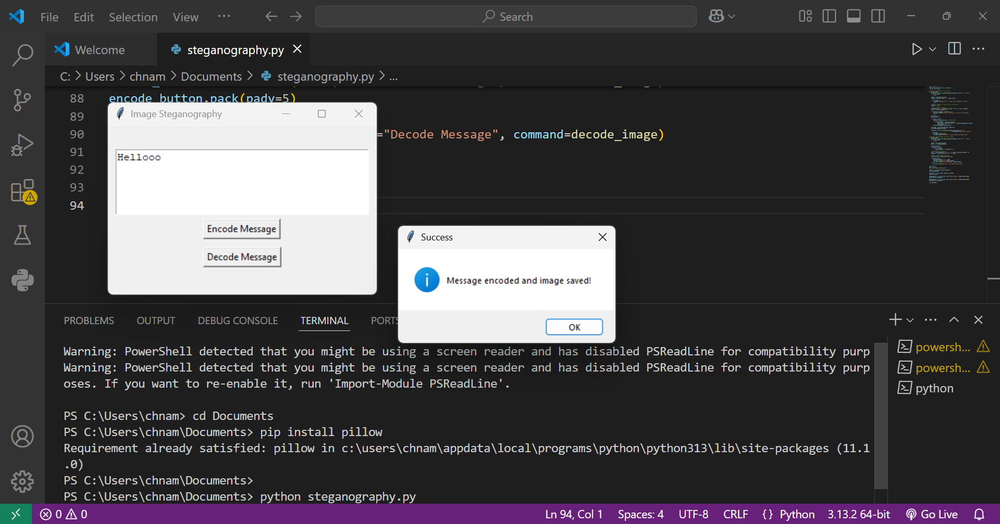 File Edit Selection View ··· Search
Welcome steganography.py
C: > Users > chnam > Documents > steganography.py > ...
88 encode_button.pack(pady=5)
89
90 ="Decode Message", command=decode_image)
91
92
93
94
Image Steganography
Hellooo
Encode Message
Decode Message
Success
Message encoded and image saved!
OK
PROBLEMS OUTPUT DEBUG CONSOLE TERMINAL PORTS
Warning: PowerShell detected that you might be using a screen reader and has disabled PSReadLine for compatibility purp
Warning: PowerShell detected that you might be using a screen reader and has disabled PSReadLine for compatibility purp
oses. If you want to re-enable it, run 'Import-Module PSReadLine'.
PS C:\Users\chnam> cd Documents
PS C:\Users\chnam\Documents> pip install pillow
Requirement already satisfied: pillow in c:\users\chnam\appdata\local\programs\python\python313\lib\site-packages (11.1
.0)
PS C:\Users\chnam\Documents>
PS C:\Users\chnam\Documents> python steganography.py
powersh...
powersh...
python
0 0 Ln 94, Col 1 Spaces: 4 UTF-8 CRLF {} Python 3.13.2 64-bit Go Live